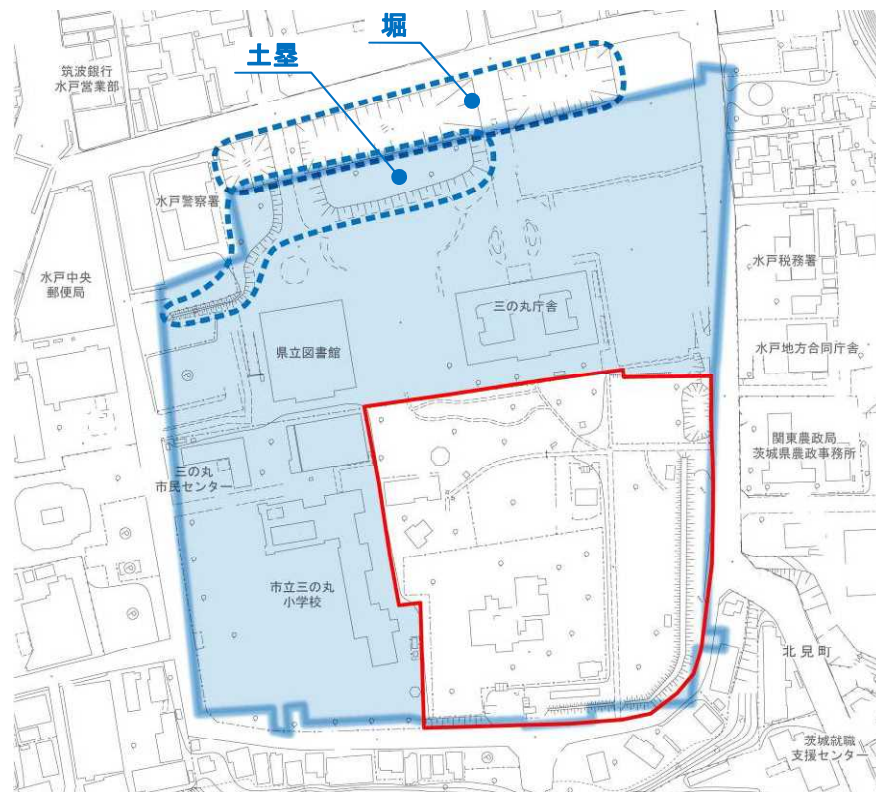 堀
土塁
筑波銀行
水戸営業部
水戸警察署
水戸中央
郵便局
水戸税務署
三の丸庁舎
県立図書館
水戸地方合同庁舎
関東農政局
茨城県農政事務所
三の丸
市民センター
市立三の丸
小学校
北見町
茨城就職
支援センター